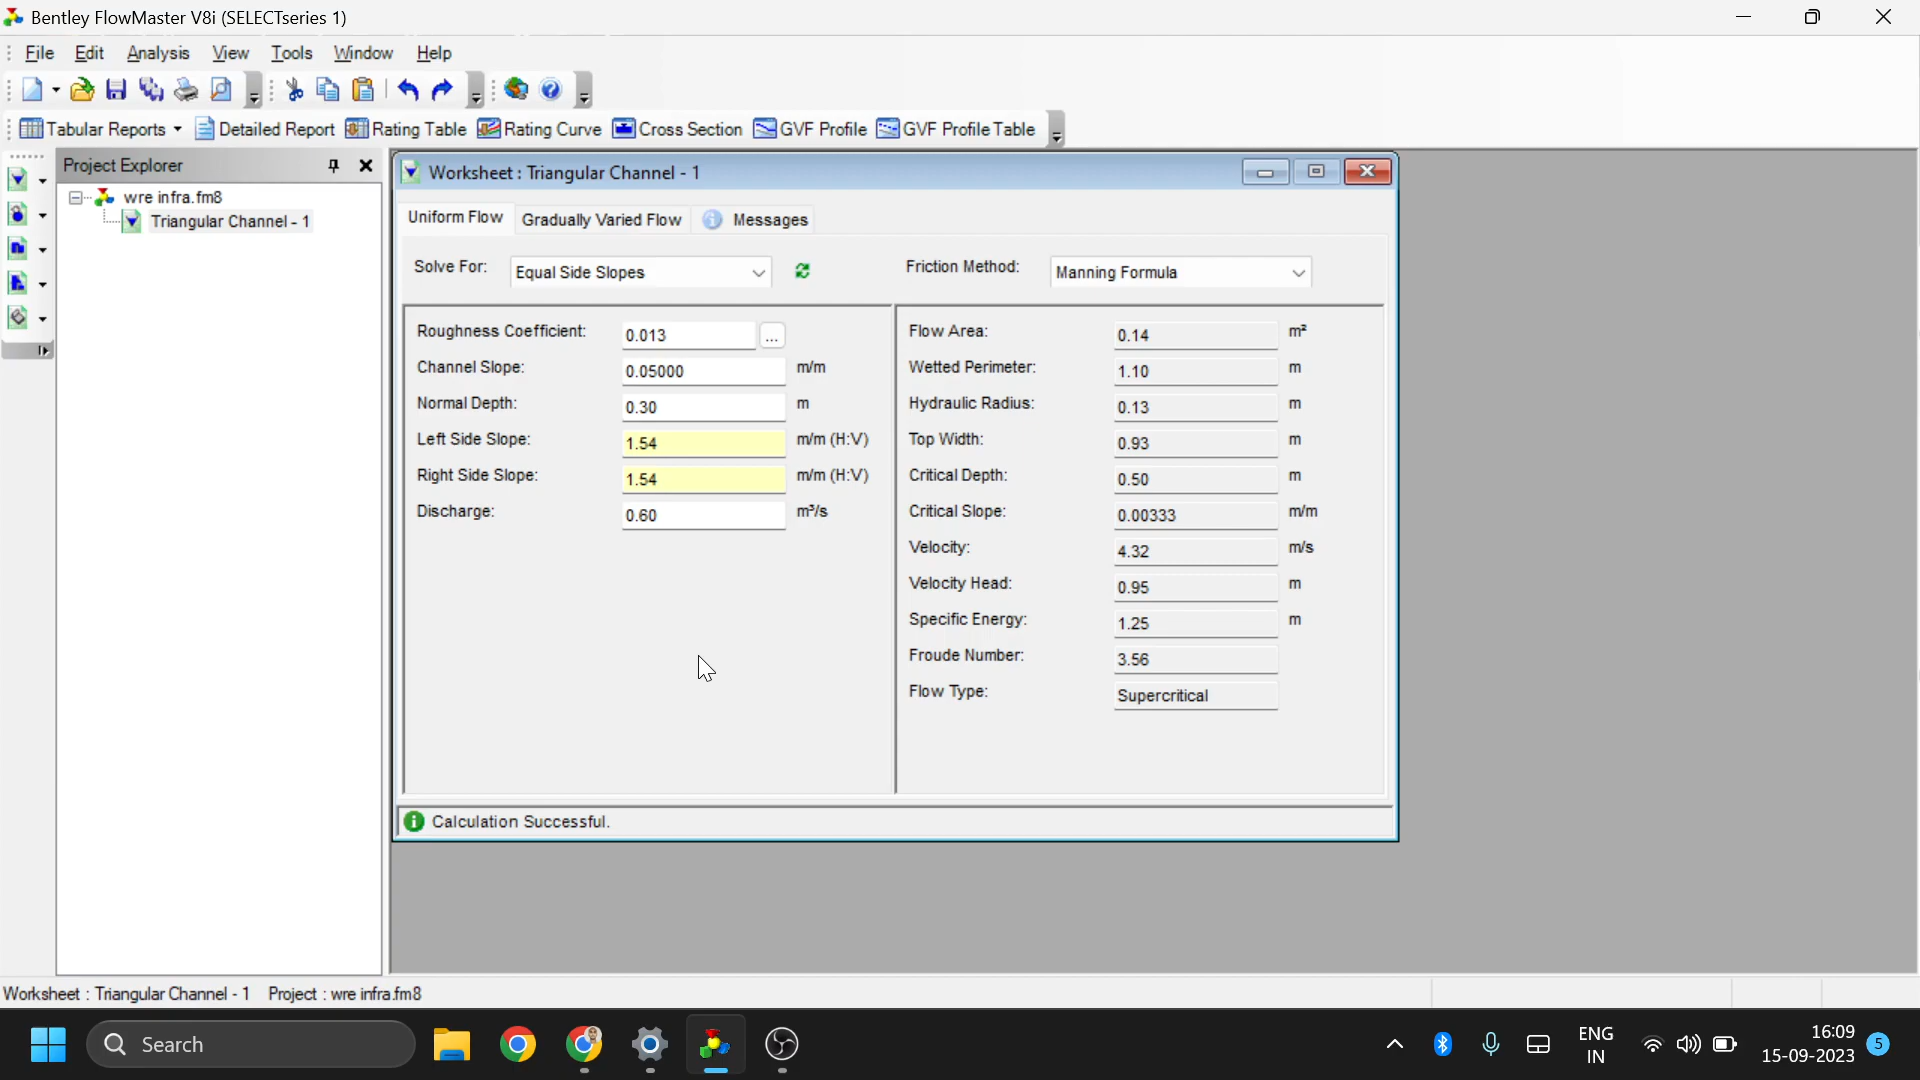 Bentley FlowMaster V8i (SELECTseries 1)
File Edit Analysis View Tools Window Help
Tabular Reports Detailed Report Rating Table Rating Curve Cross Section GVF Profile GVF Profile Table
Project Explorer
wre infra.fm8
Triangular Channel - 1
Worksheet : Triangular Channel - 1
Uniform Flow Gradually Varied Flow Messages
Solve For: Equal Side Slopes Friction Method: Manning Formula
Roughness Coefficient: 0.013 ... Flow Area: 0.14 m²
Channel Slope: 0.05000 m/m Wetted Perimeter: 1.10 m
Normal Depth: 0.30 m Hydraulic Radius: 0.13 m
Left Side Slope: 1.54 m/m (H:V) Top Width: 0.93 m
Right Side Slope: 1.54 m/m (H:V) Critical Depth: 0.50 m
Discharge: 0.60 m³/s Critical Slope: 0.00333 m/m
Velocity: 4.32 m/s
Velocity Head: 0.95 m
Specific Energy: 1.25 m
Froude Number: 3.56
Flow Type: Supercritical
Calculation Successful.
Worksheet : Triangular Channel - 1 Project : wre infra.fm8
Search ENG 16:09
IN 15-09-2023 5